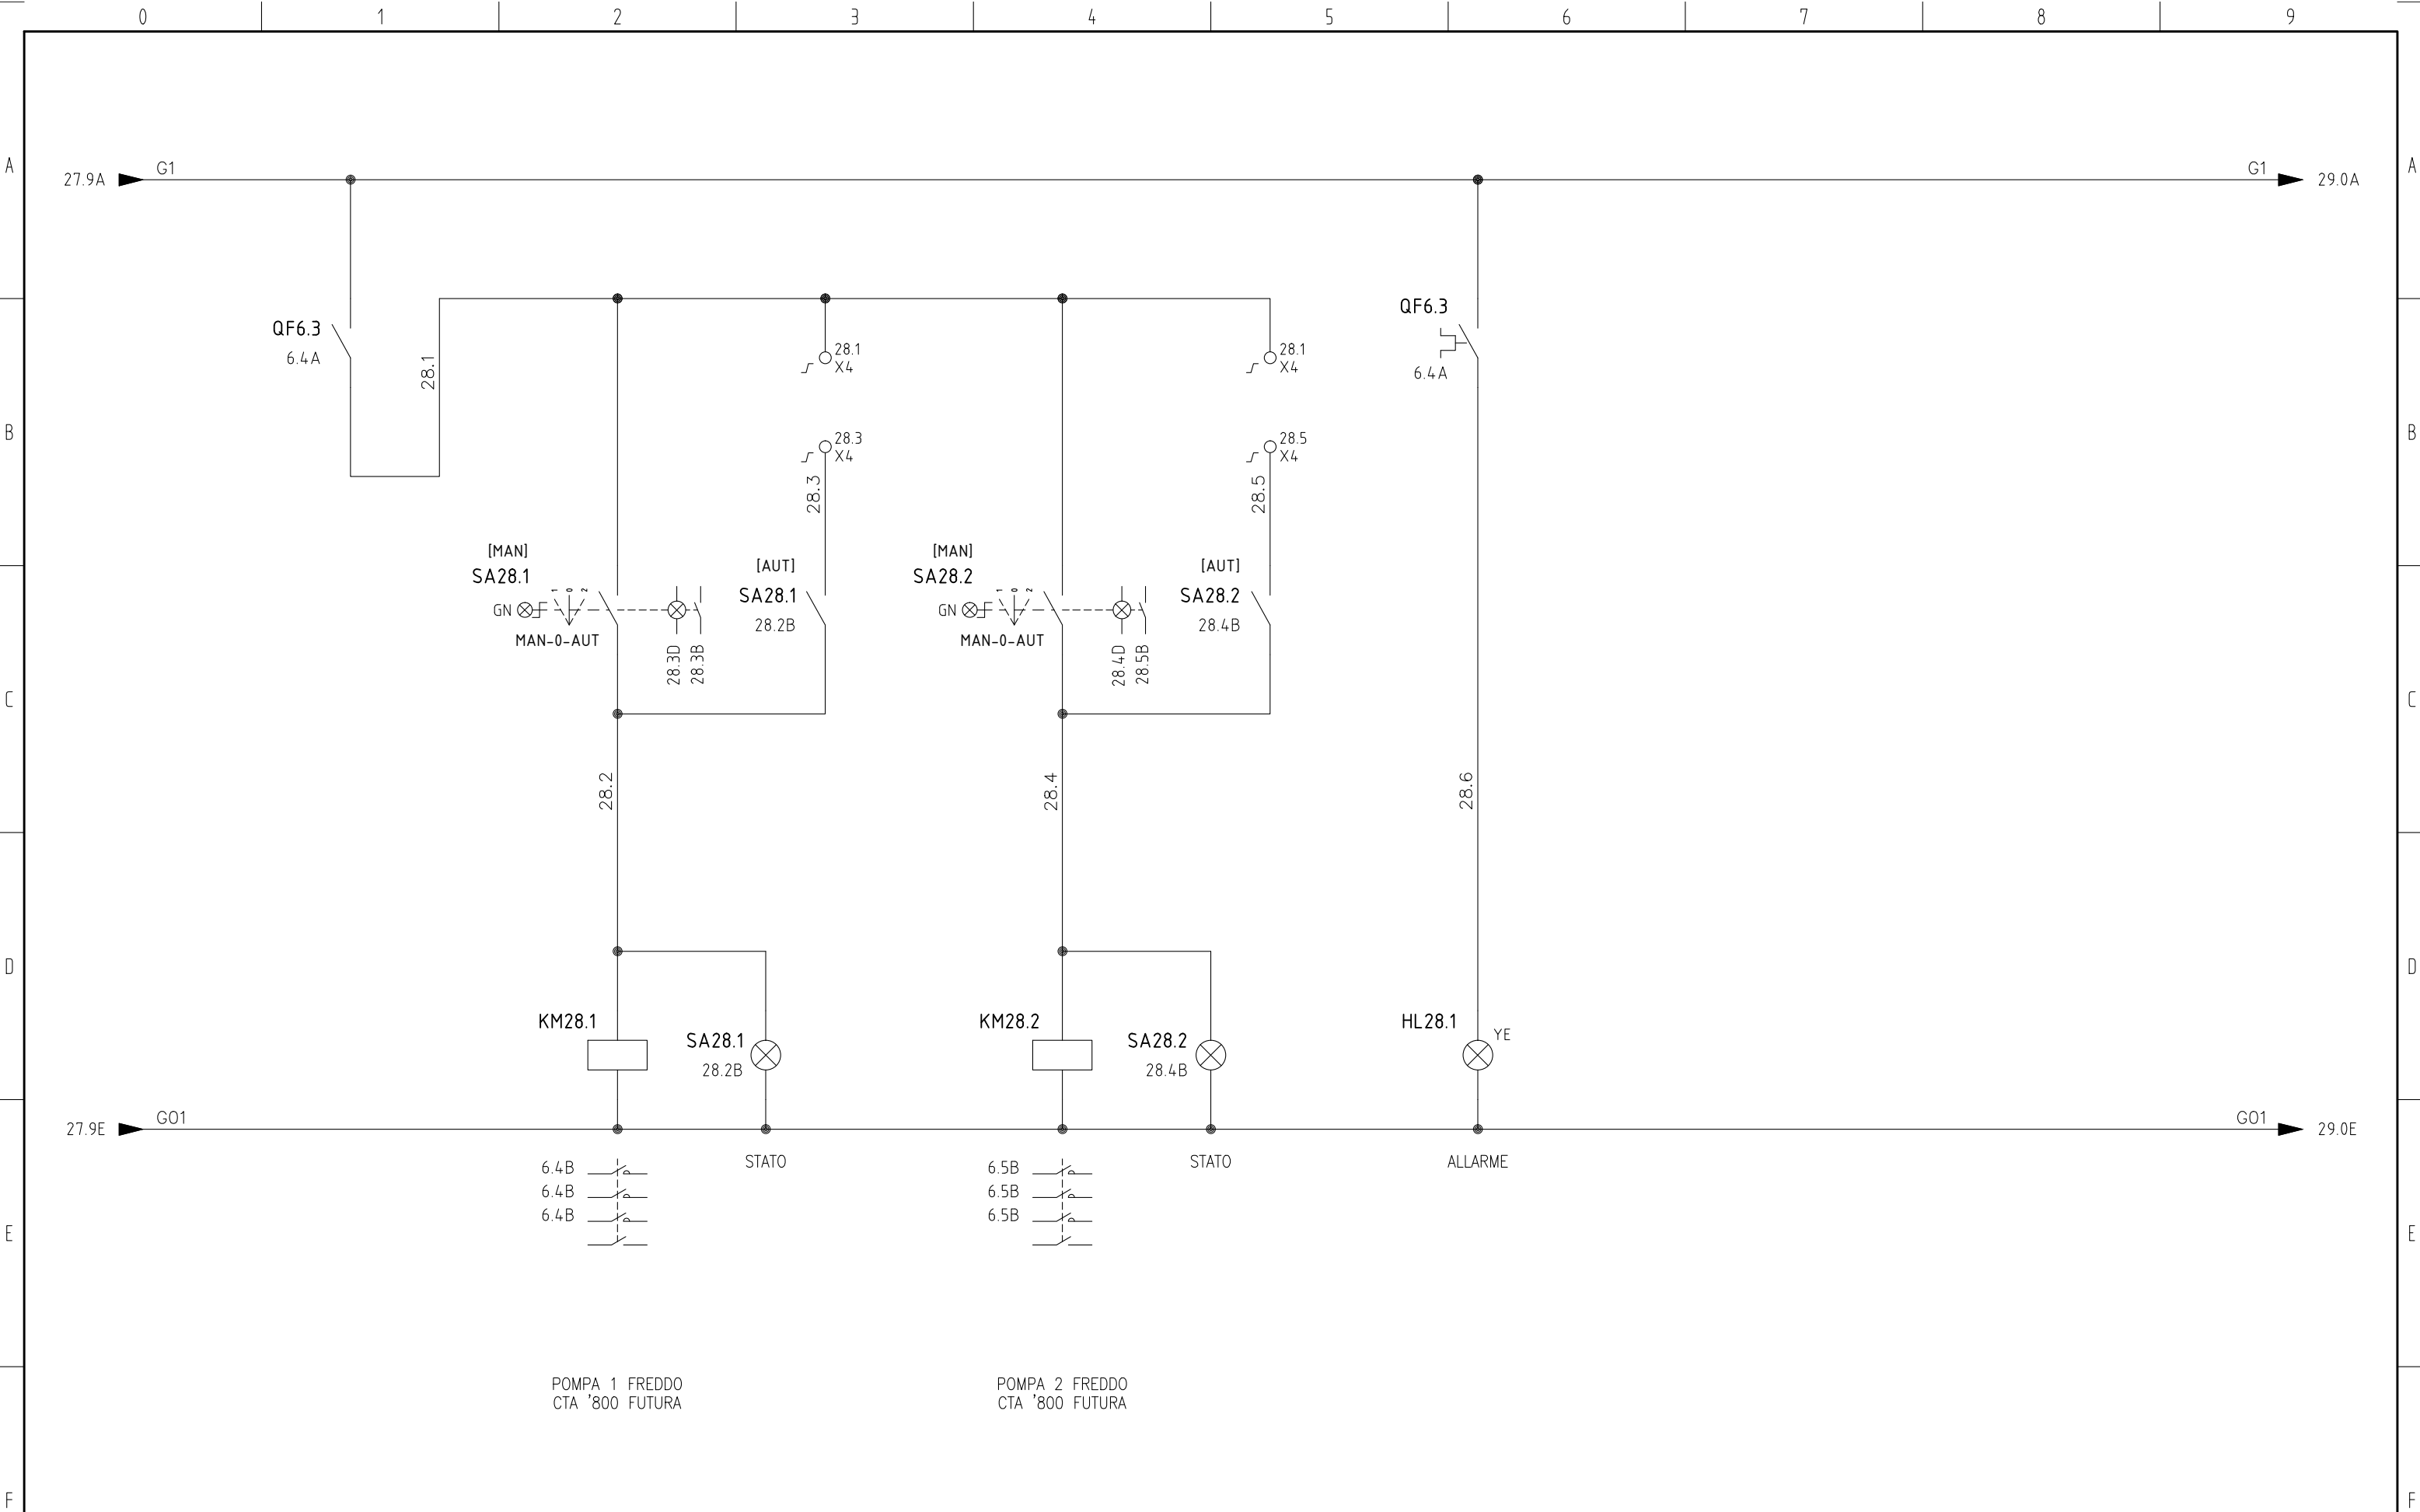 0 1 2 3 4 5 6 7 8 9
A A
27.9A G1 G1 29.0A
QF6.3
6.4A
28.1
28.1
X4
28.1
X4
QF6.3
6.4A
B B
28.3
X4
28.5
X4
28.3
28.5
[MAN]
SA28.1
GN
1 0 2
MAN-0-AUT
28.3D
28.3B
[AUT]
SA28.1
28.2B
[MAN]
SA28.2
GN
1 0 2
MAN-0-AUT
28.4D
28.5B
[AUT]
SA28.2
28.4B
C C
28.2
28.4
28.6
D D
KM28.1
SA28.1
28.2B
KM28.2
SA28.2
28.4B
HL28.1
YE
27.9E G01 G01 29.0E
STATO STATO ALLARME
6.4B 6.5B
6.4B 6.5B
6.4B 6.5B
E E
POMPA 1 FREDDO
CTA '800 FUTURA
POMPA 2 FREDDO
CTA '800 FUTURA
F F